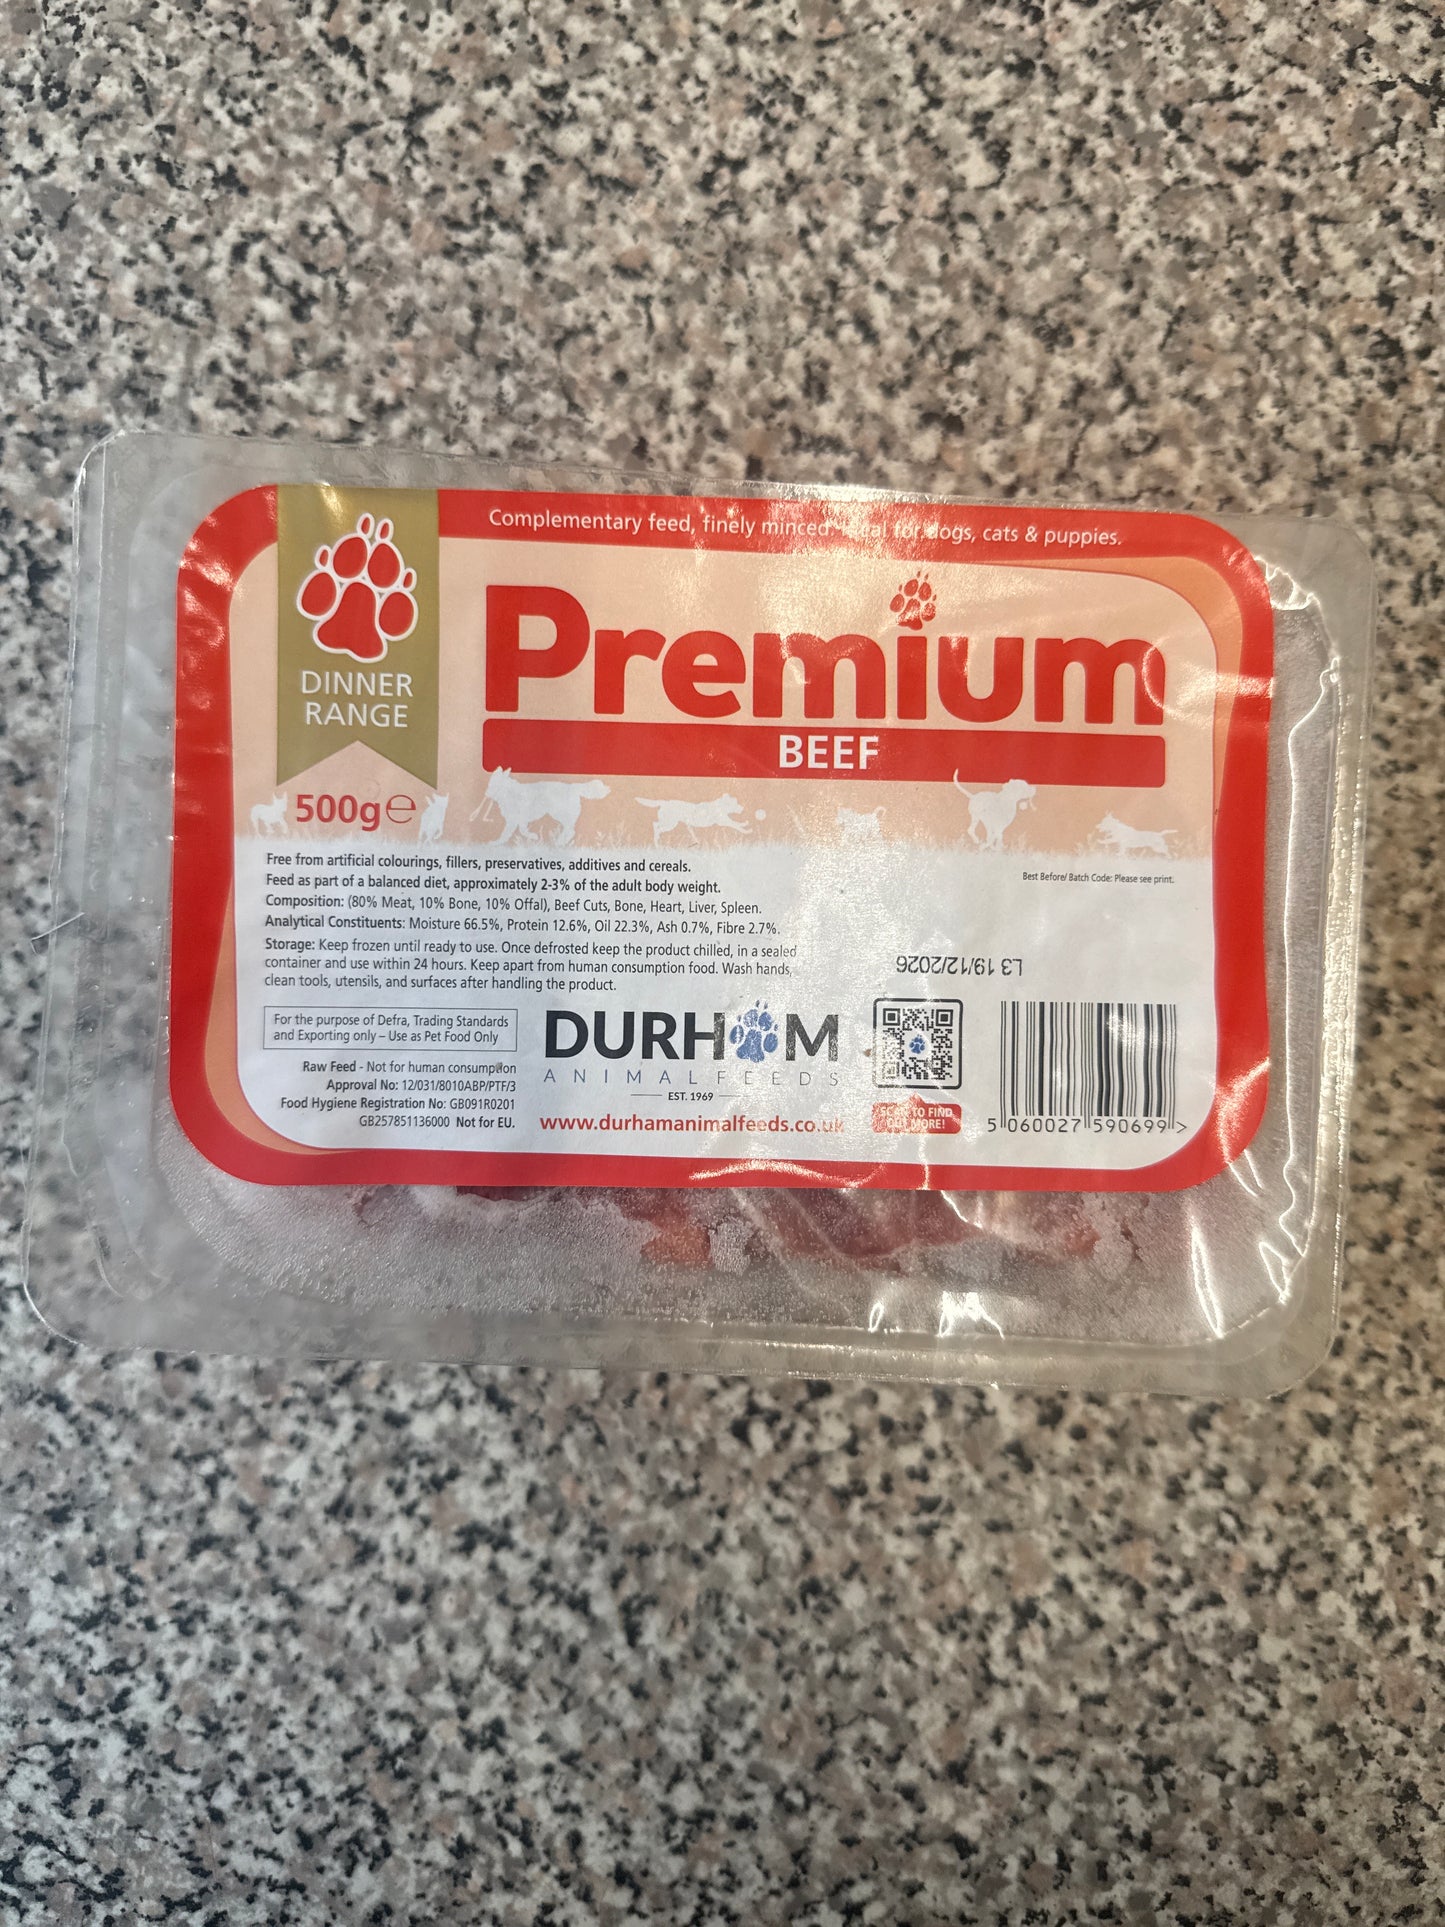 Complementary feed, finely minced. Ideal for dogs, cats & puppies.
DINNER
RANGE
Premium
BEEF
500g℮
Free from artificial colourings, fillers, preservatives, additives and cereals.
Feed as part of a balanced diet, approximately 2-3% of the adult body weight.
Composition: (80% Meat, 10% Bone, 10% Offal), Beef Cuts, Bone, Heart, Liver, Spleen.
Analytical Constituents: Moisture 66.5%, Protein 12.6%, Oil 22.3%, Ash 0.7%, Fibre 2.7%.
Storage: Keep frozen until ready to use. Once defrosted keep the product chilled, in a sealed
container and use within 24 hours. Keep apart from human consumption food. Wash hands,
clean tools, utensils, and surfaces after handling the product.
Best Before/ Batch Code: Please see print.
L3 19/12/2026
For the purpose of Defra, Trading Standards
and Exporting only – Use as Pet Food Only
Raw Feed - Not for human consumption
Approval No: 12/031/8010ABP/PTF/3
Food Hygiene Registration No: GB091R0201
GB257851136000 Not for EU.
DURHAM
ANIMAL FEEDS
EST. 1969
www.durhamanimalfeeds.co.uk
SCAN TO FIND
OUT MORE!
5 060027 590699 >